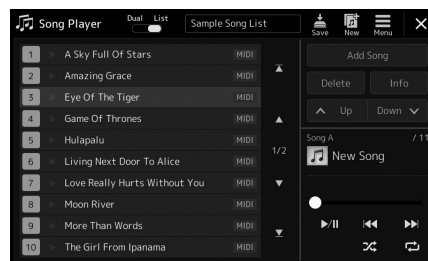 Song Player
Dual List
Sample Song List
Save
New
Menu
1 A Sky Full Of Stars MIDI
2 Amazing Grace MIDI
3 Eye Of The Tiger MIDI
4 Game Of Thrones MIDI
5 Hulapalu MIDI
6 Living Next Door To Alice MIDI
7 Love Really Hurts Without You MIDI
8 Moon River MIDI
9 More Than Words MIDI
10 The Girl From Ipanama MIDI
1/2
Add Song
Delete Info
Up Down
Song A / 11
New Song